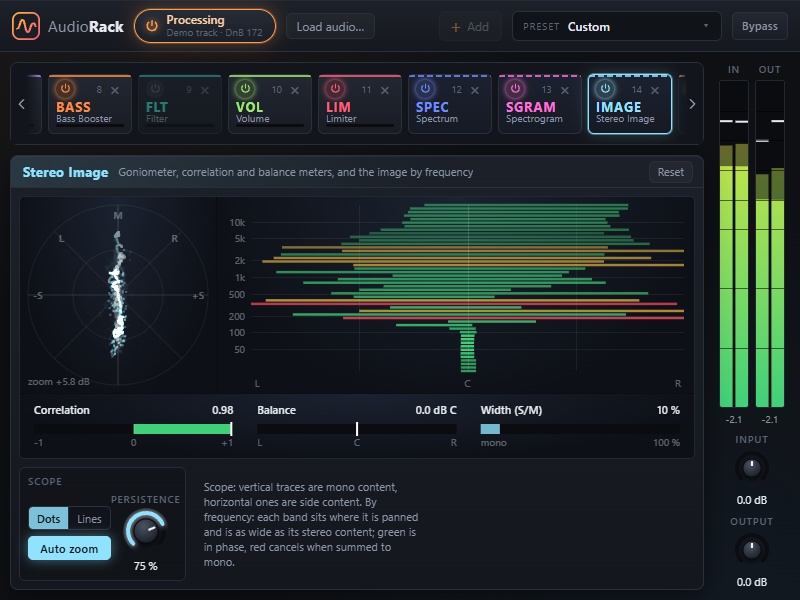 AudioRack
Processing
Demo track · DnB 172
Load audio...
+ Add
PRESET Custom
Bypass
8
BASS
Bass Booster
9
FLT
Filter
10
VOL
Volume
11
LIM
Limiter
12
SPEC
Spectrum
13
SGRAM
Spectrogram
14
IMAGE
Stereo Image
IN OUT
Stereo Image
Goniometer, correlation and balance meters, and the image by frequency
Reset
M
L
R
-S
+S
zoom +5.8 dB
10k
5k
2k
1k
500
200
100
50
L C R
Correlation 0.98
-1 0 +1
Balance 0.0 dB C
L C R
Width (S/M) 10 %
mono 100 %
-2.1 -2.1
INPUT
0.0 dB
OUTPUT
0.0 dB
SCOPE
Dots Lines
Auto zoom
PERSISTENCE
75 %
Scope: vertical traces are mono content,
horizontal ones are side content. By
frequency: each band sits where it is panned
and is as wide as its stereo content; green is
in phase, red cancels when summed to
mono.